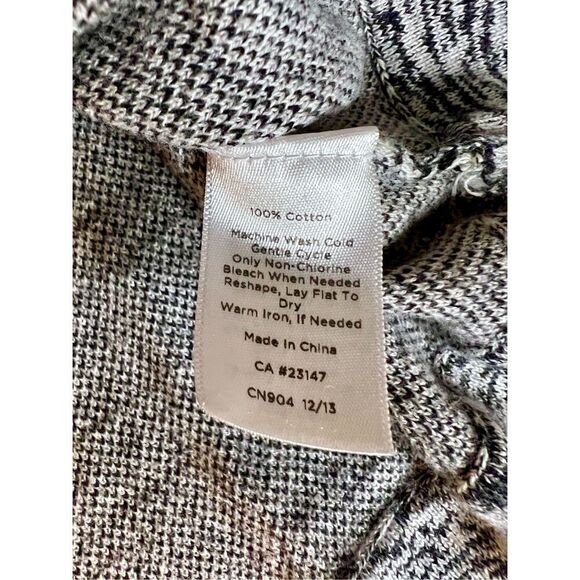 100% Cotton
Machine Wash Cold
Gentle Cycle
Only Non-Chlorine
Bleach When Needed
Reshape, Lay Flat To
Dry
Warm Iron, If Needed
Made In China
CA #23147
CN904 12/13